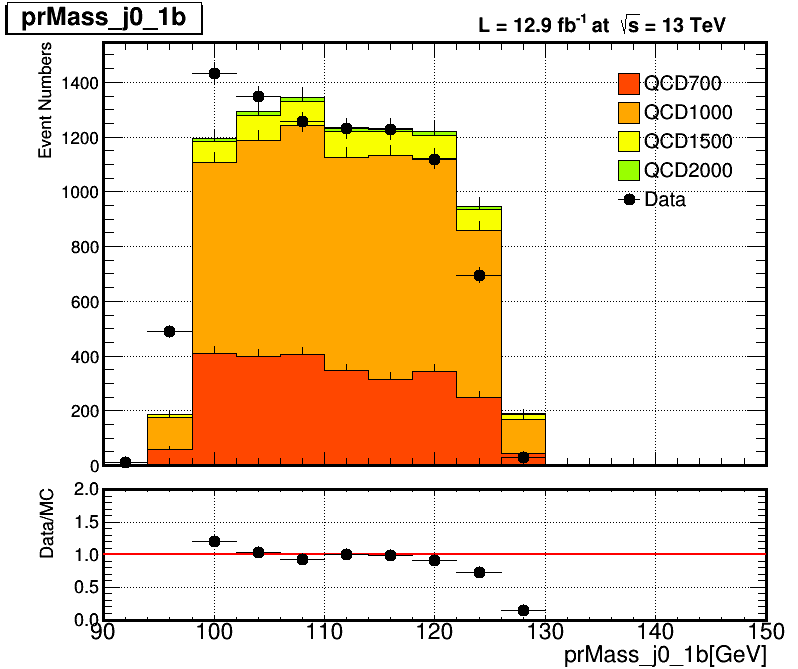 prMass_j0_1b
L = 12.9 fb⁻¹ at √s = 13 TeV
Event Numbers
1400
1200
1000
800
600
400
200
0
QCD700
QCD1000
QCD1500
QCD2000
Data
Data/MC
2.0
1.5
1.0
0.5
0.0
90 100 110 120 130 140 150
prMass_j0_1b[GeV]